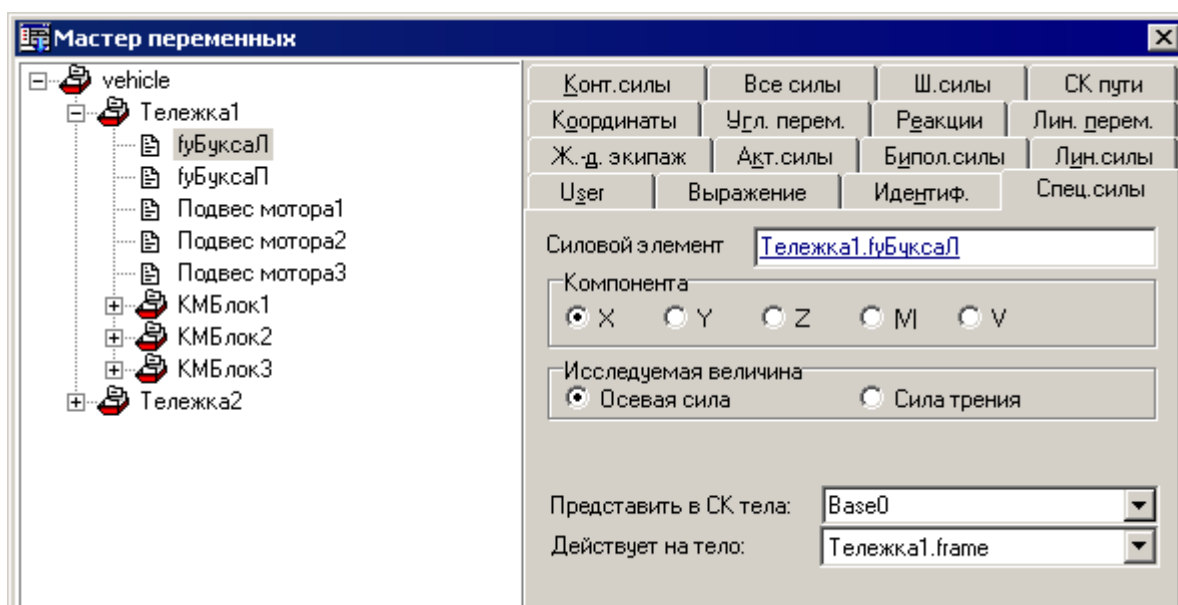 Мастер переменных
vehicle
Тележка1
fyБуксаЛ
fyБуксаП
Подвес мотора1
Подвес мотора2
Подвес мотора3
КМБлок1
КМБлок2
КМБлок3
Тележка2
Конт.силы Все силы Ш.силы СК пути
Координаты Угл. перем. Реакции Лин. перем.
Ж.-д. экипаж Акт.силы Бипол.силы Лин.силы
User Выражение Идентиф. Спец.силы
Силовой элемент Тележка1.fyБуксаЛ
Компонента
X Y Z |M| V
Исследуемая величина
Осевая сила Сила трения
Представить в СК тела: Base0
Действует на тело: Тележка1.frame